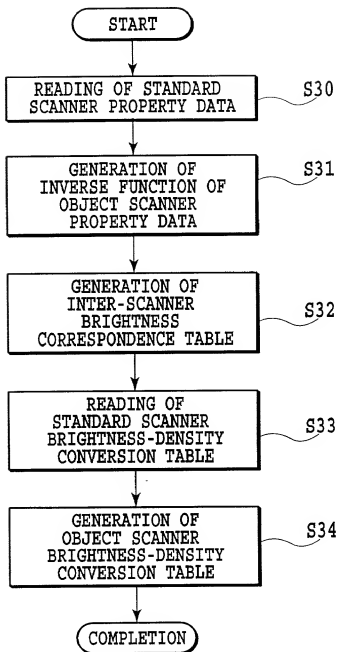 START
READING OF STANDARD
SCANNER PROPERTY DATA
S30
GENERATION OF
INVERSE FUNCTION OF
OBJECT SCANNER
PROPERTY DATA
S31
GENERATION OF
INTER-SCANNER
BRIGHTNESS
CORRESPONDENCE TABLE
S32
READING OF
STANDARD SCANNER
BRIGHTNESS-DENSITY
CONVERSION TABLE
S33
GENERATION OF
OBJECT SCANNER
BRIGHTNESS-DENSITY
CONVERSION TABLE
S34
COMPLETION